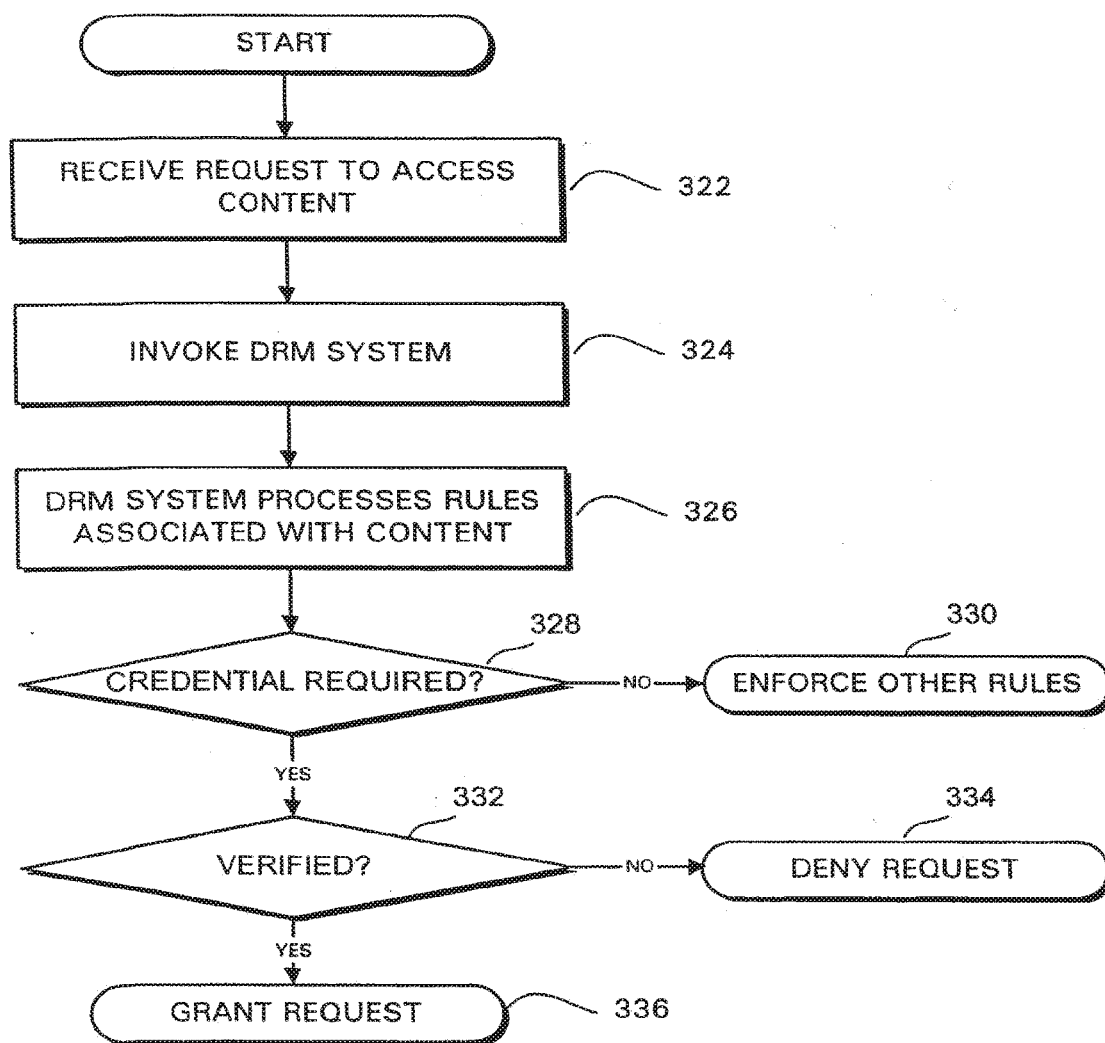 START
RECEIVE REQUEST TO ACCESS
CONTENT
322
INVOKE DRM SYSTEM
324
DRM SYSTEM PROCESSES RULES
ASSOCIATED WITH CONTENT
326
328
CREDENTIAL REQUIRED?
NO
330
ENFORCE OTHER RULES
YES
332
VERIFIED?
NO
334
DENY REQUEST
YES
GRANT REQUEST
336